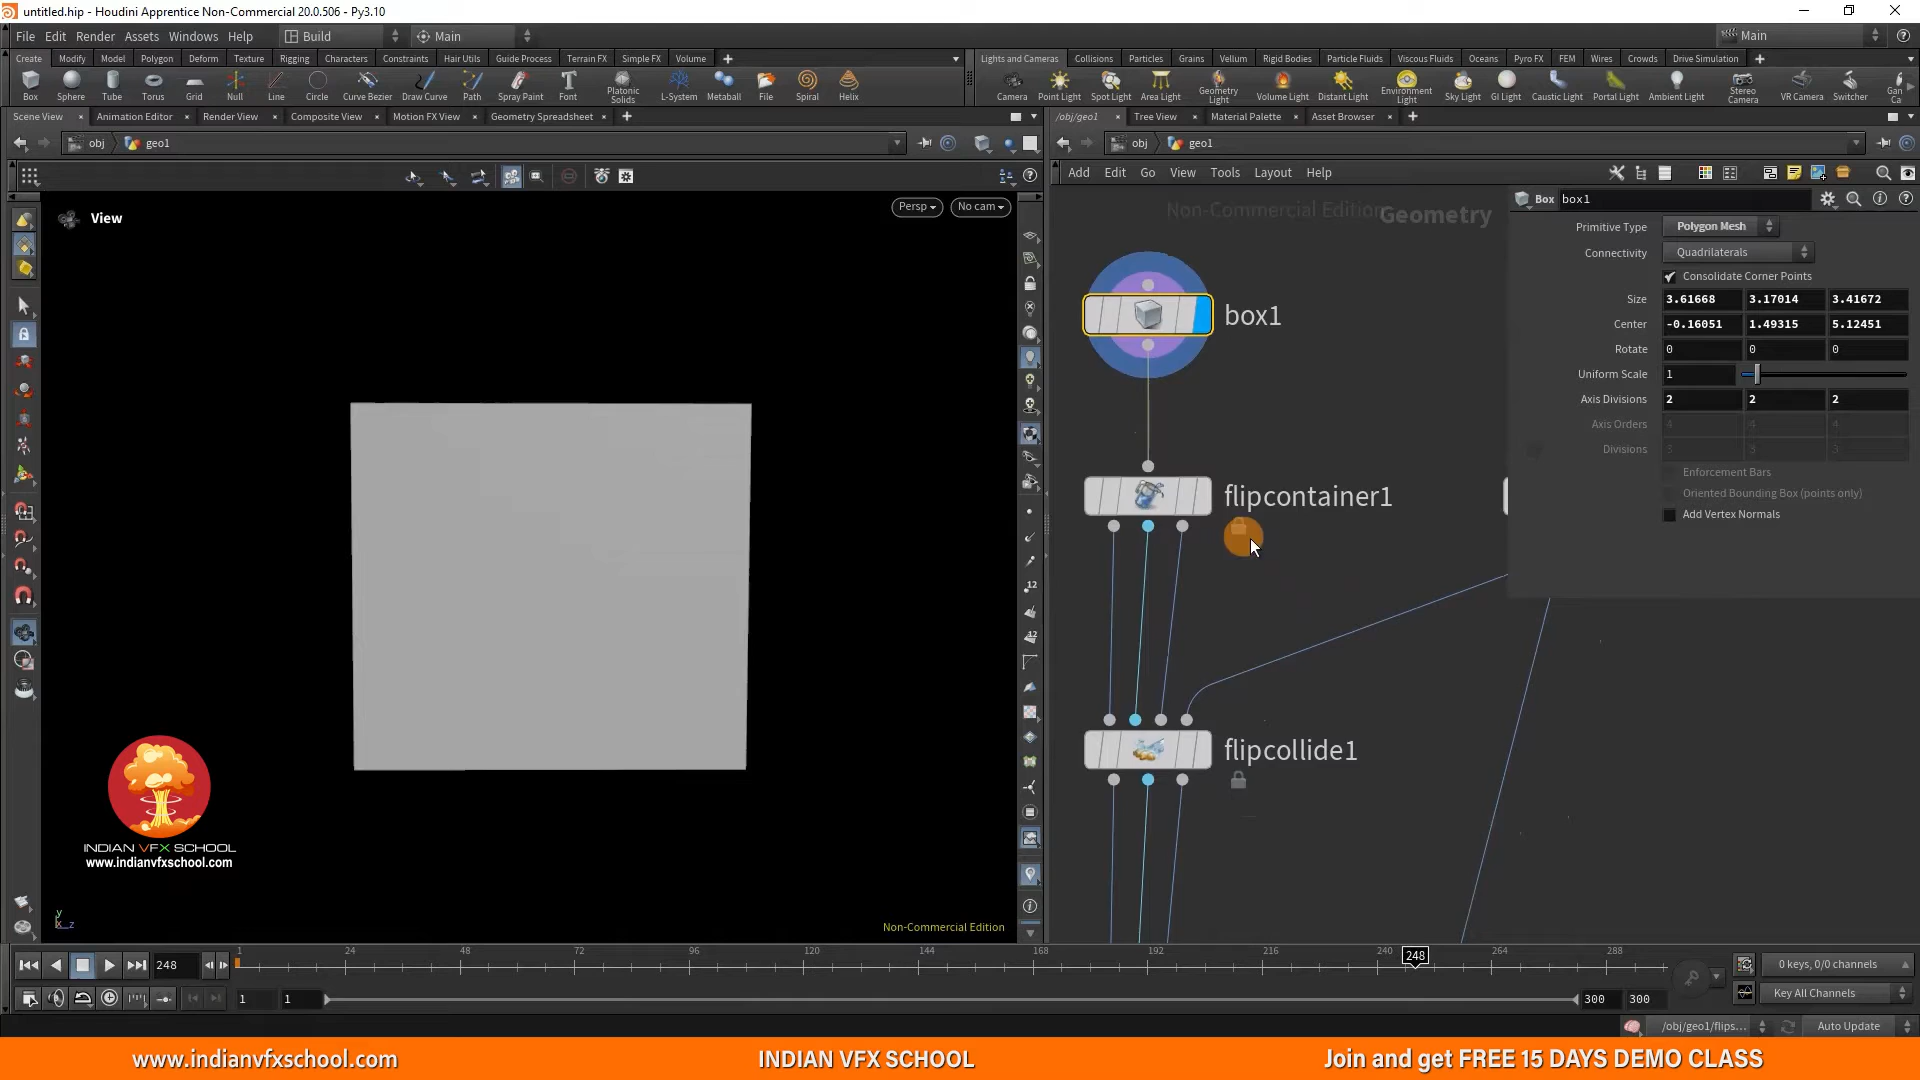 untitled.hip - Houdini Apprentice Non-Commercial 20.0.506 - Py3.10
File Edit Render Assets Windows Help Build Main Main
Create Modify Model Polygon Deform Texture Rigging Characters Constraints Hair Utils Guide Process Terrain FX Simple FX Volume
Lights and Cameras Collisions Particles Grains Vellum Rigid Bodies Particle Fluids Viscous Fluids Oceans Pyro FX FEM Wires Crowds Drive Simulation
Box Sphere Tube Torus Grid Null Line Circle Curve Bezier Draw Curve Path Spray Paint Font Platonic Solids L-System Metaball File Spiral Helix
Camera Point Light Spot Light Area Light Geometry Light Volume Light Distant Light Environment Light Sky Light GI Light Caustic Light Portal Light Ambient Light Stereo Camera VR Camera Switcher Gan Ca
Scene View Animation Editor Render View Composite View Motion FX View Geometry Spreadsheet
/obj/geo1 Tree View Material Palette Asset Browser
obj geo1
obj geo1
Add Edit Go View Tools Layout Help
View
Persp No cam
Non-Commercial Edition Geometry
Box box1
Primitive Type Polygon Mesh
Connectivity Quadrilaterals
Consolidate Corner Points
Size 3.61668 3.17014 3.41672
Center -0.16051 1.49315 5.12451
Rotate 0 0 0
Uniform Scale 1
Axis Divisions 2 2 2
Axis Orders 4 4 4
Divisions 3 3 3
Enforcement Bars
Oriented Bounding Box (points only)
Add Vertex Normals
box1
flipcontainer1
flipcollide1
12
12
INDIAN VFX SCHOOL
www.indianvfxschool.com
y
x z
Non-Commercial Edition
248
1 24 48 72 96 120 144 168 192 216 240 264 288
248
0 keys, 0/0 channels
1 1 300 300
Key All Channels
/obj/geo1/flips... Auto Update
www.indianvfxschool.com INDIAN VFX SCHOOL Join and get FREE 15 DAYS DEMO CLASS